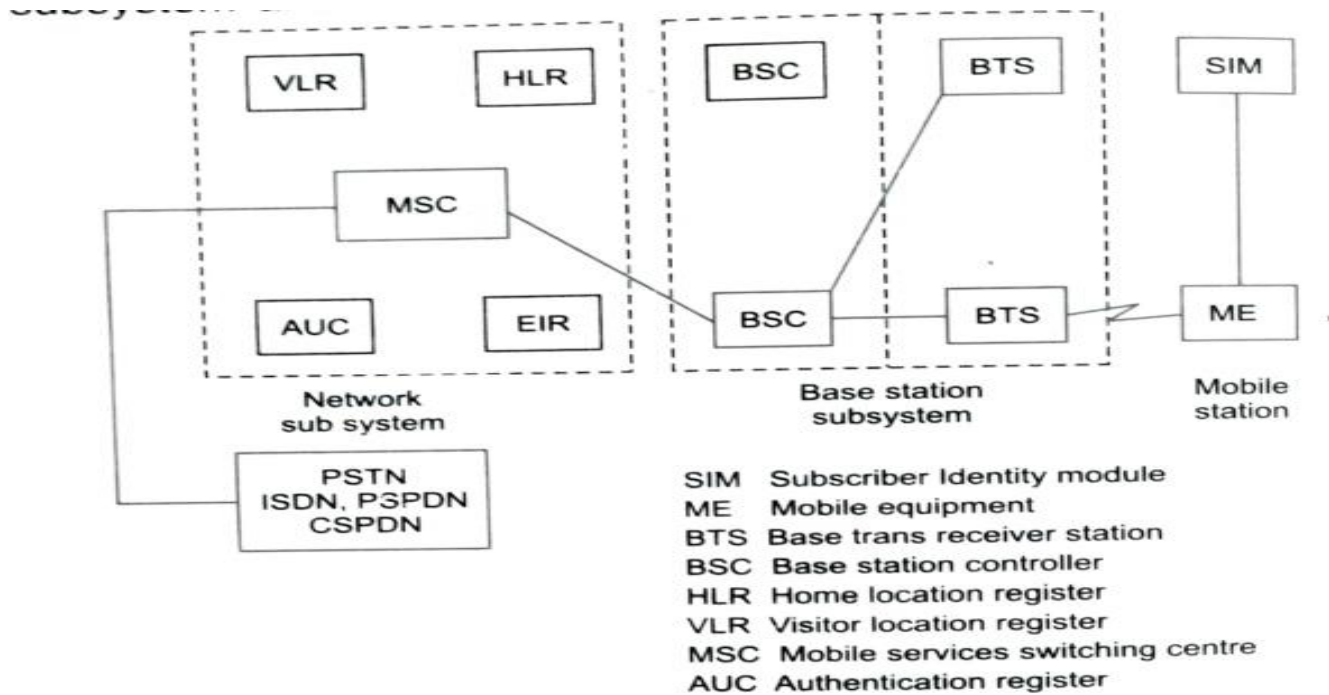 VLR
HLR
BSC
BTS
SIM
MSC
AUC
EIR
BSC
BTS
ME
Network
sub system
Base station
subsystem
Mobile
station
PSTN
ISDN, PSPDN
CSPDN
SIM Subscriber Identity module
ME Mobile equipment
BTS Base trans receiver station
BSC Base station controller
HLR Home location register
VLR Visitor location register
MSC Mobile services switching centre
AUC Authentication register